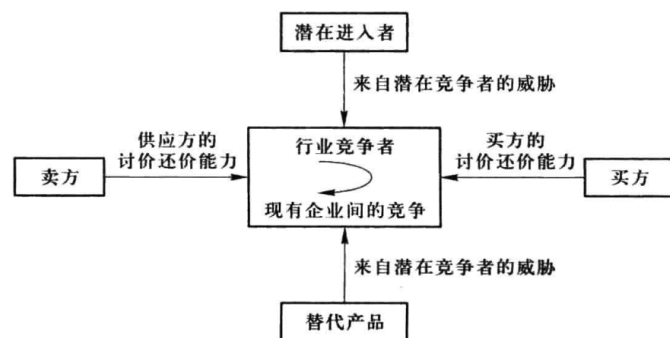 潜在进入者
来自潜在竞争者的威胁
供应方的
讨价还价能力
行业竞争者
买方的
讨价还价能力
卖方
买方
现有企业间的竞争
来自潜在竞争者的威胁
替代产品